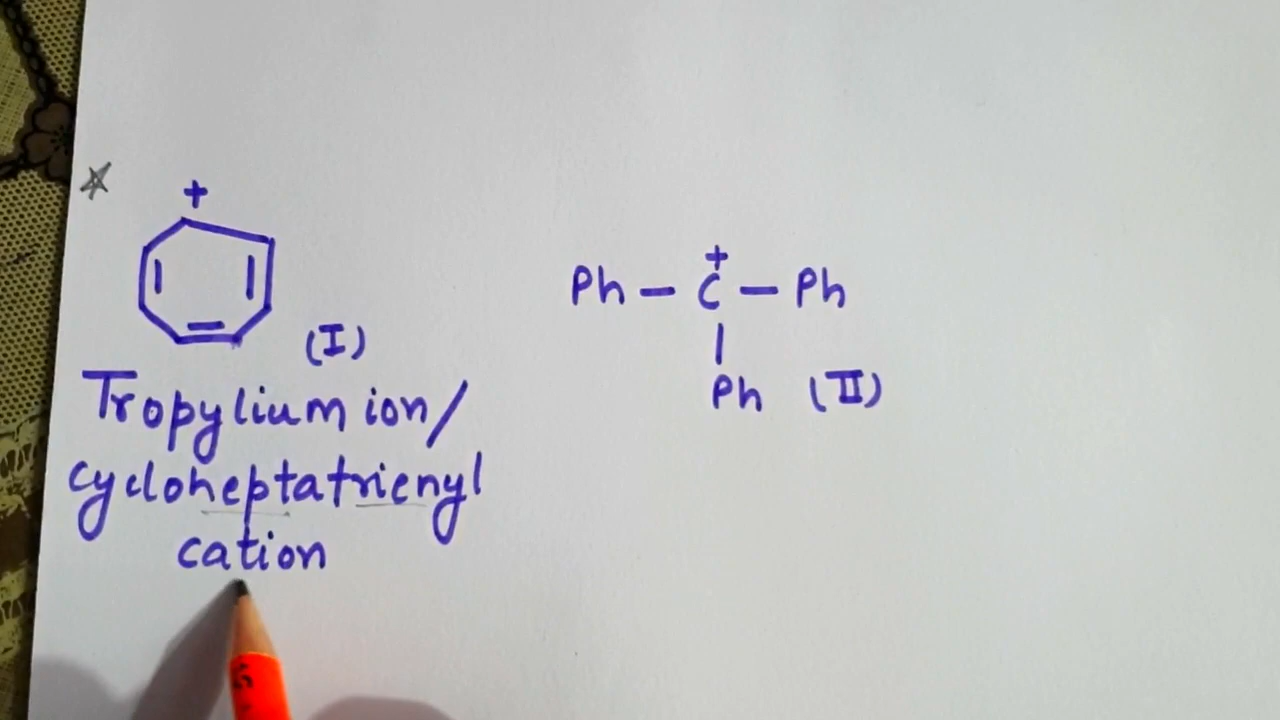 +
(I)
Tropylium ion/
cycloheptatrienyl
cation
+
Ph - C - Ph
Ph (II)